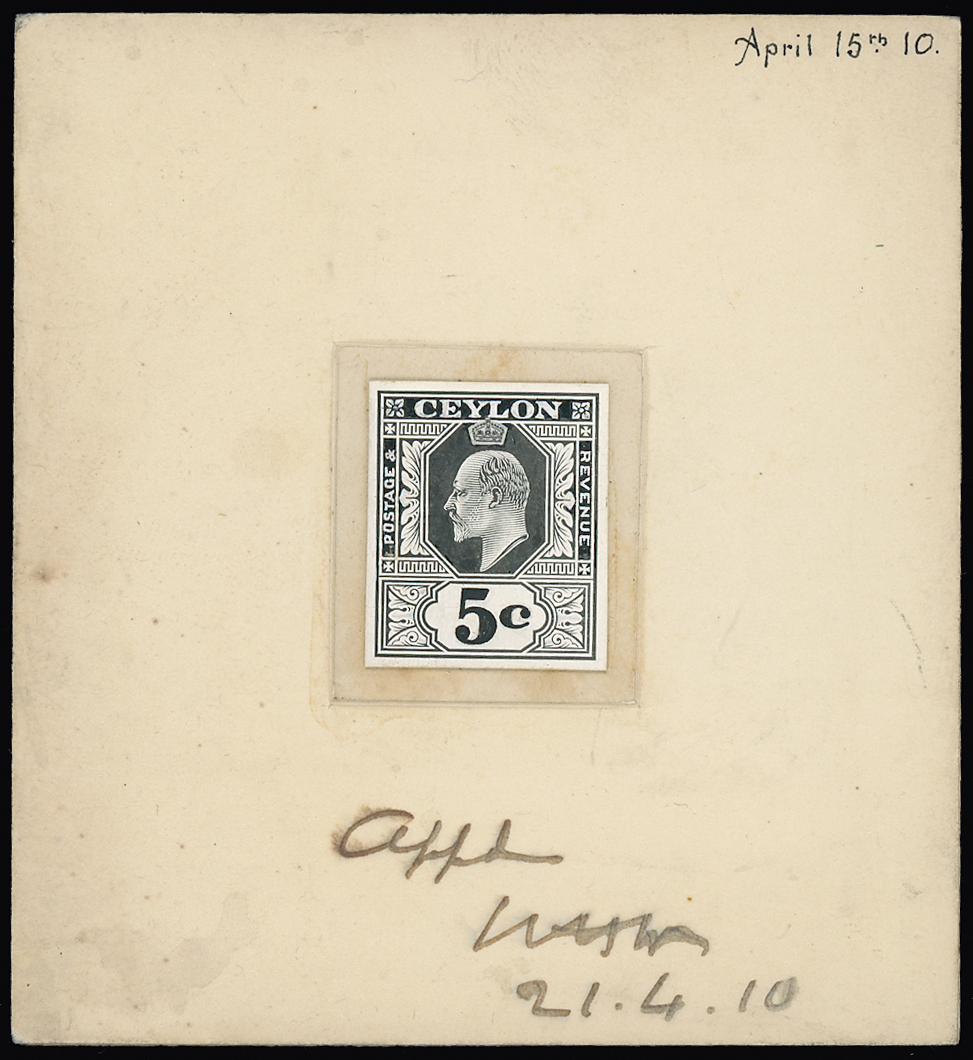 April 15th 10.
CEYLON
POSTAGE &
REVENUE
5c
Appd
21.4.10